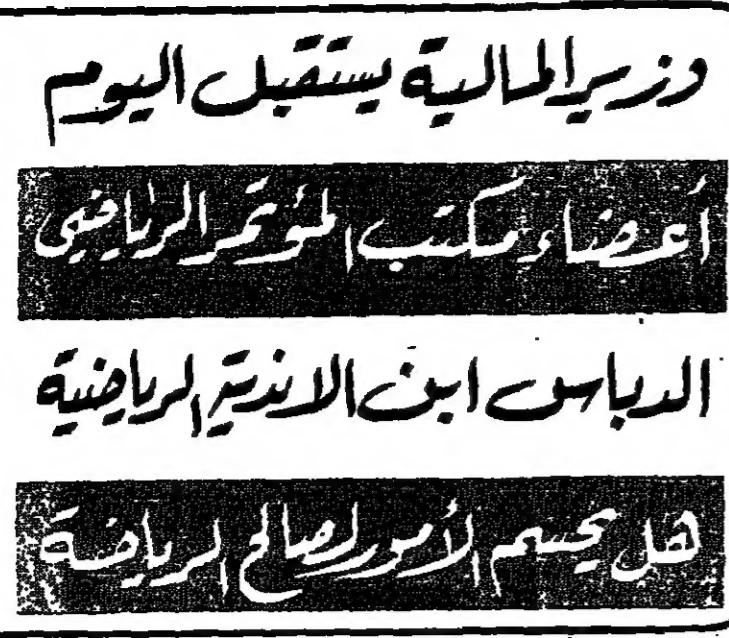 وزير المالية يستقبل اليوم
أعضاء مكتب المؤتمر الرياضي
الدباس ابن الاندية الرياضية
هل يحسم الأمور لصالح الرياضة